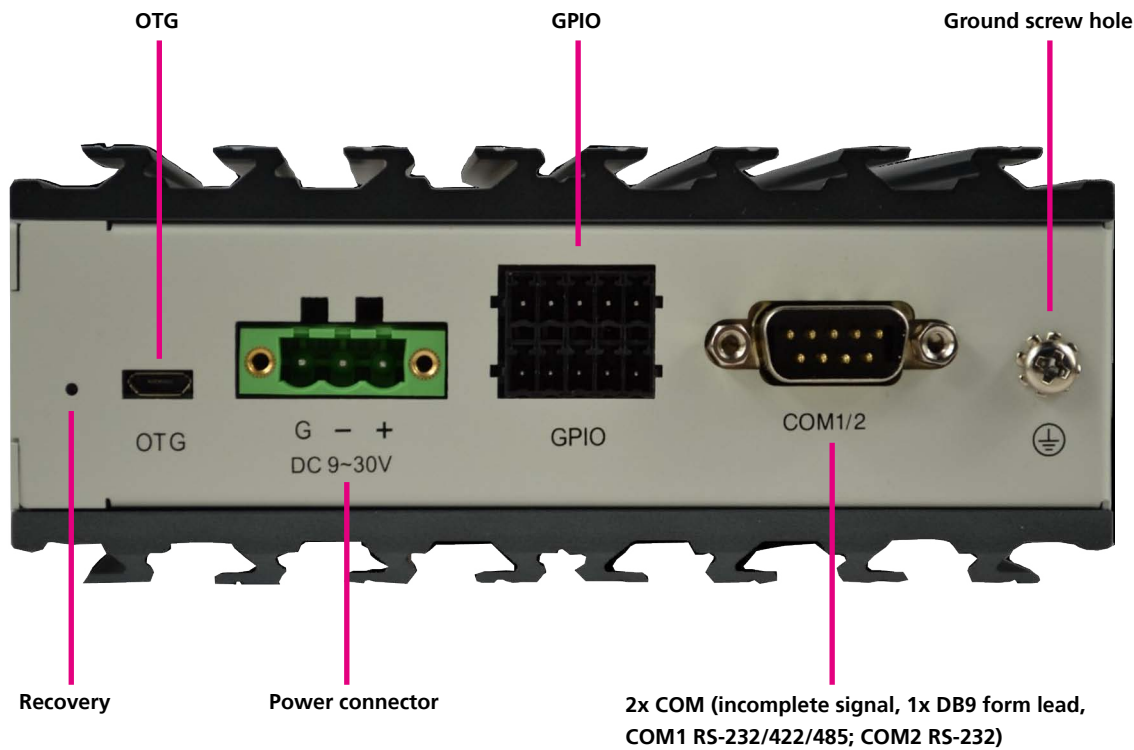 OTG
GPIO
Ground screw hole
OTG
G − +
DC 9~30V
GPIO
COM1/2
Recovery
Power connector
2x COM (incomplete signal, 1x DB9 form lead,
COM1 RS-232/422/485; COM2 RS-232)